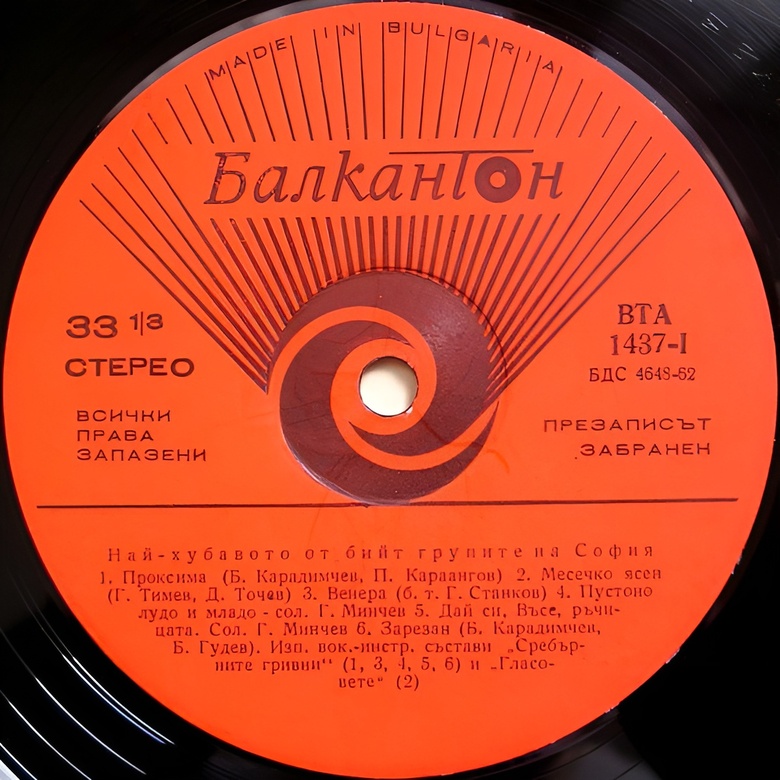 MADE IN BULGARIA
Балкантон
33 1/3
СТЕРЕО
ВТА
1437-I
БДС 4648-62
ВСИЧКИ
ПРАВА
ЗАПАЗЕНИ
ПРЕЗАПИСЪТ
ЗАБРАНЕН
Най-хубавото от бийт групите на София
1. Проксима (Б. Карадимчев, П. Караангов) 2. Месечко ясен
(Г. Тимев, Д. Точев) 3. Венера (б. т. Г. Станков) 4. Пустоно
лудо и младо - сол. Г. Минчев 5. Дай си, Въсе, ръчи-
цата. Сол. Г. Минчев 6. Зарезан (Б. Карадимчев,
Б. Гудев). Изп. вок.-инстр. състави „Сребър-
ните гривни“ (1, 3, 4, 5, 6) и „Гласо-
вете“ (2)